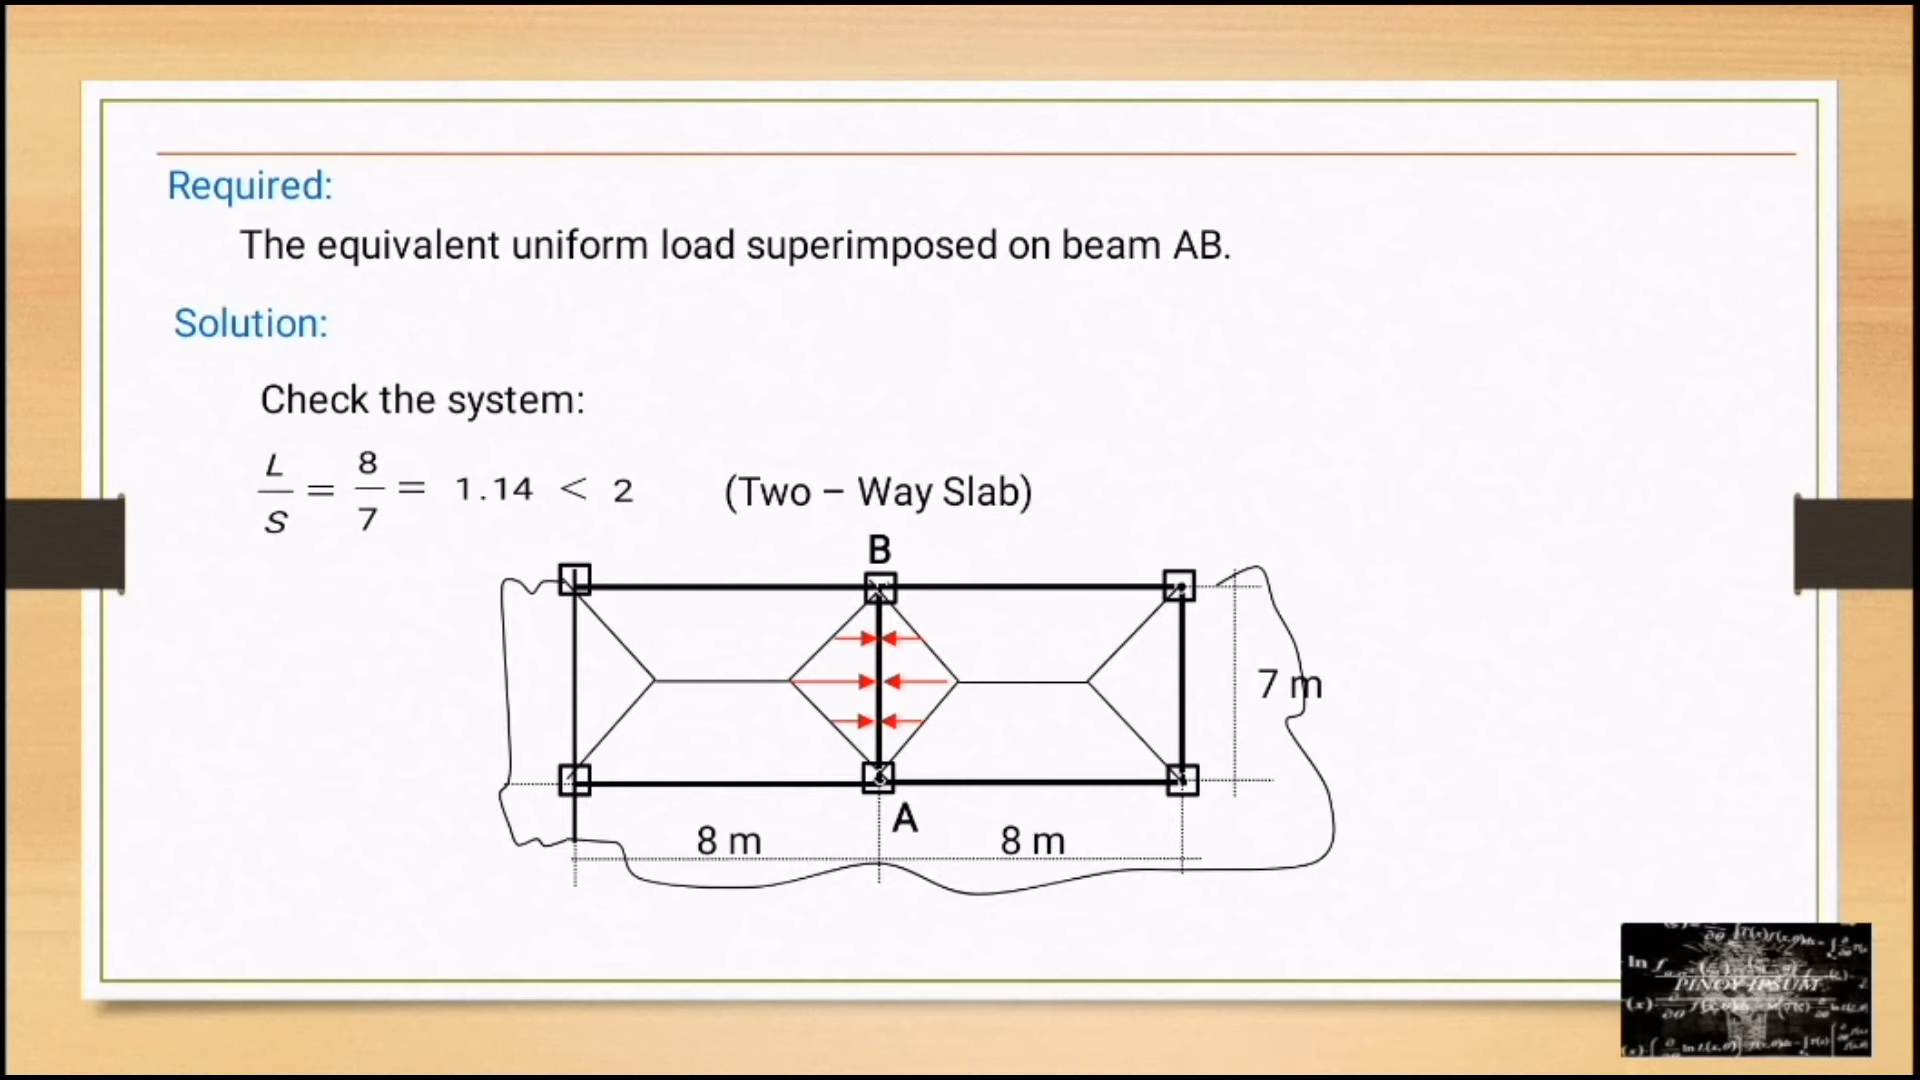 Required:
The equivalent uniform load superimposed on beam AB.
Solution:
Check the system:
L/S = 8/7 = 1.14 < 2 (Two – Way Slab)
B
7 m
A
8 m 8 m
PINOY IPSUM